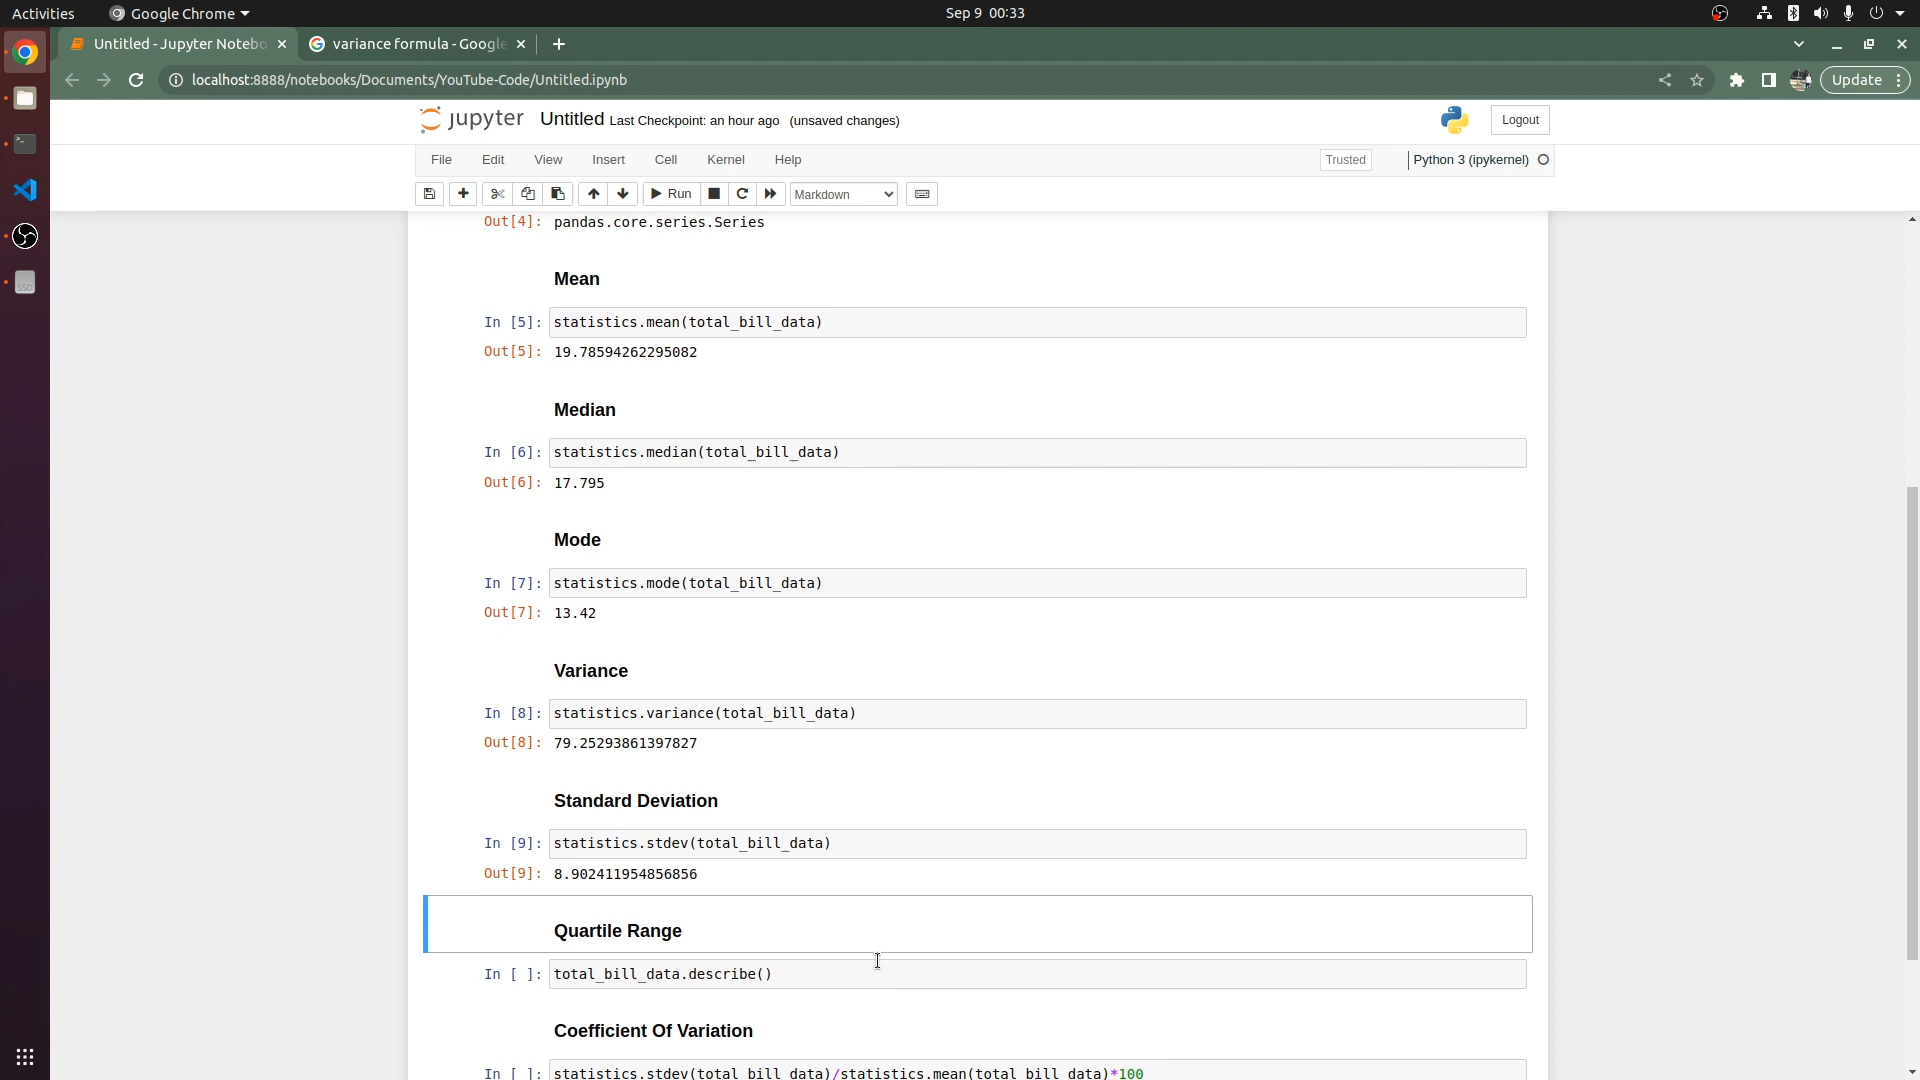 Activities
Google Chrome
Sep 9 00:33
Untitled - Jupyter Notebo
variance formula - Google
localhost:8888/notebooks/Documents/YouTube-Code/Untitled.ipynb
Update
jupyter
Untitled Last Checkpoint: an hour ago (unsaved changes)
Logout
File Edit View Insert Cell Kernel Help
Trusted
Python 3 (ipykernel)
Run
Markdown
Out[4]: pandas.core.series.Series
Mean
In [5]: statistics.mean(total_bill_data)
Out[5]: 19.78594262295082
Median
In [6]: statistics.median(total_bill_data)
Out[6]: 17.795
Mode
In [7]: statistics.mode(total_bill_data)
Out[7]: 13.42
Variance
In [8]: statistics.variance(total_bill_data)
Out[8]: 79.25293861397827
Standard Deviation
In [9]: statistics.stdev(total_bill_data)
Out[9]: 8.902411954856856
Quartile Range
In [ ]: total_bill_data.describe()
Coefficient Of Variation
In [ ]: statistics.stdev(total_bill_data)/statistics.mean(total_bill_data)*100
SSD